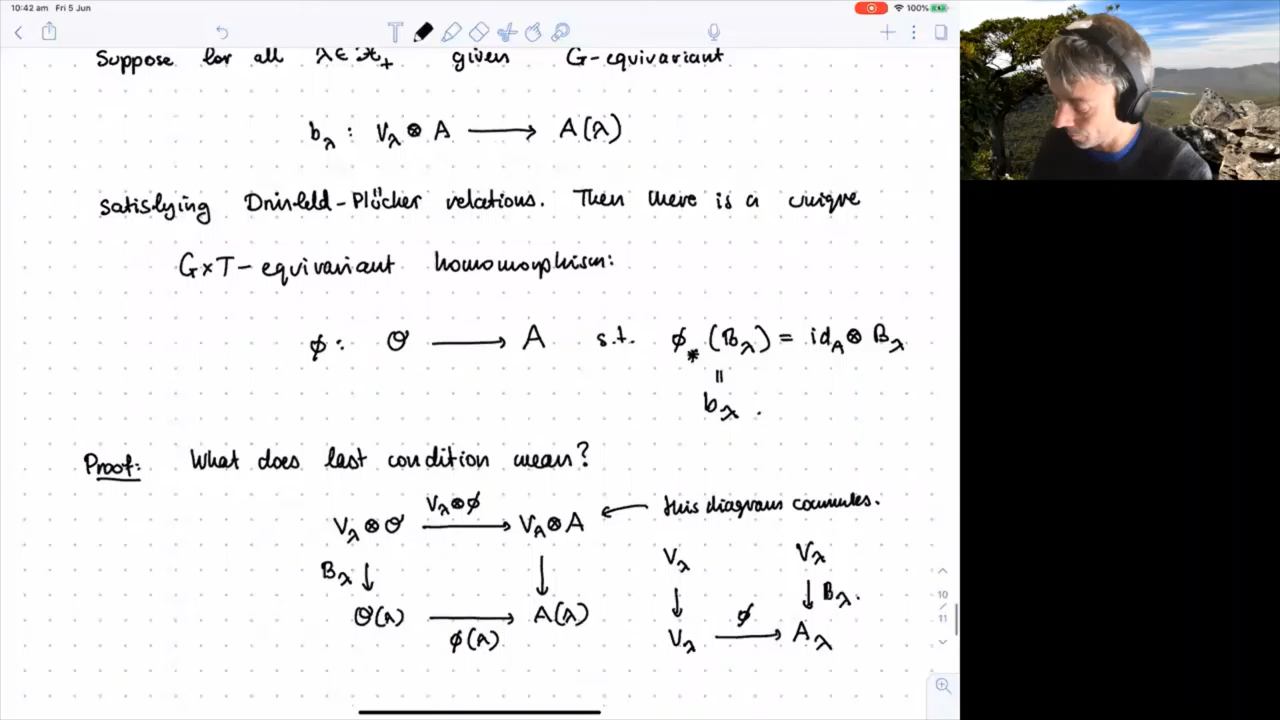 10:42 am Fri 5 Jun
100%
Suppose for all λ ∈ X₊ given G-equivariant
b_λ : V_λ ⊗ A ⟶ A(λ)
satisfying Drinfeld-Plücker relations. Then there is a unique
G×T-equivariant homomorphism:
ϕ : O ⟶ A s.t. ϕ_* (B_λ) = id_A ⊗ B_λ
=
b_λ .
Proof: What does last condition mean?
V_λ ⊗ O V_λ ⊗ ϕ ⟶ V_λ ⊗ A ← this diagram commutes.
V_λ V_λ
B_λ ↓ ↓ ↓ ↓ B_λ.
O(λ) ⟶ A(λ)
ϕ(λ)
V_λ ϕ ⟶ A_λ
10
11